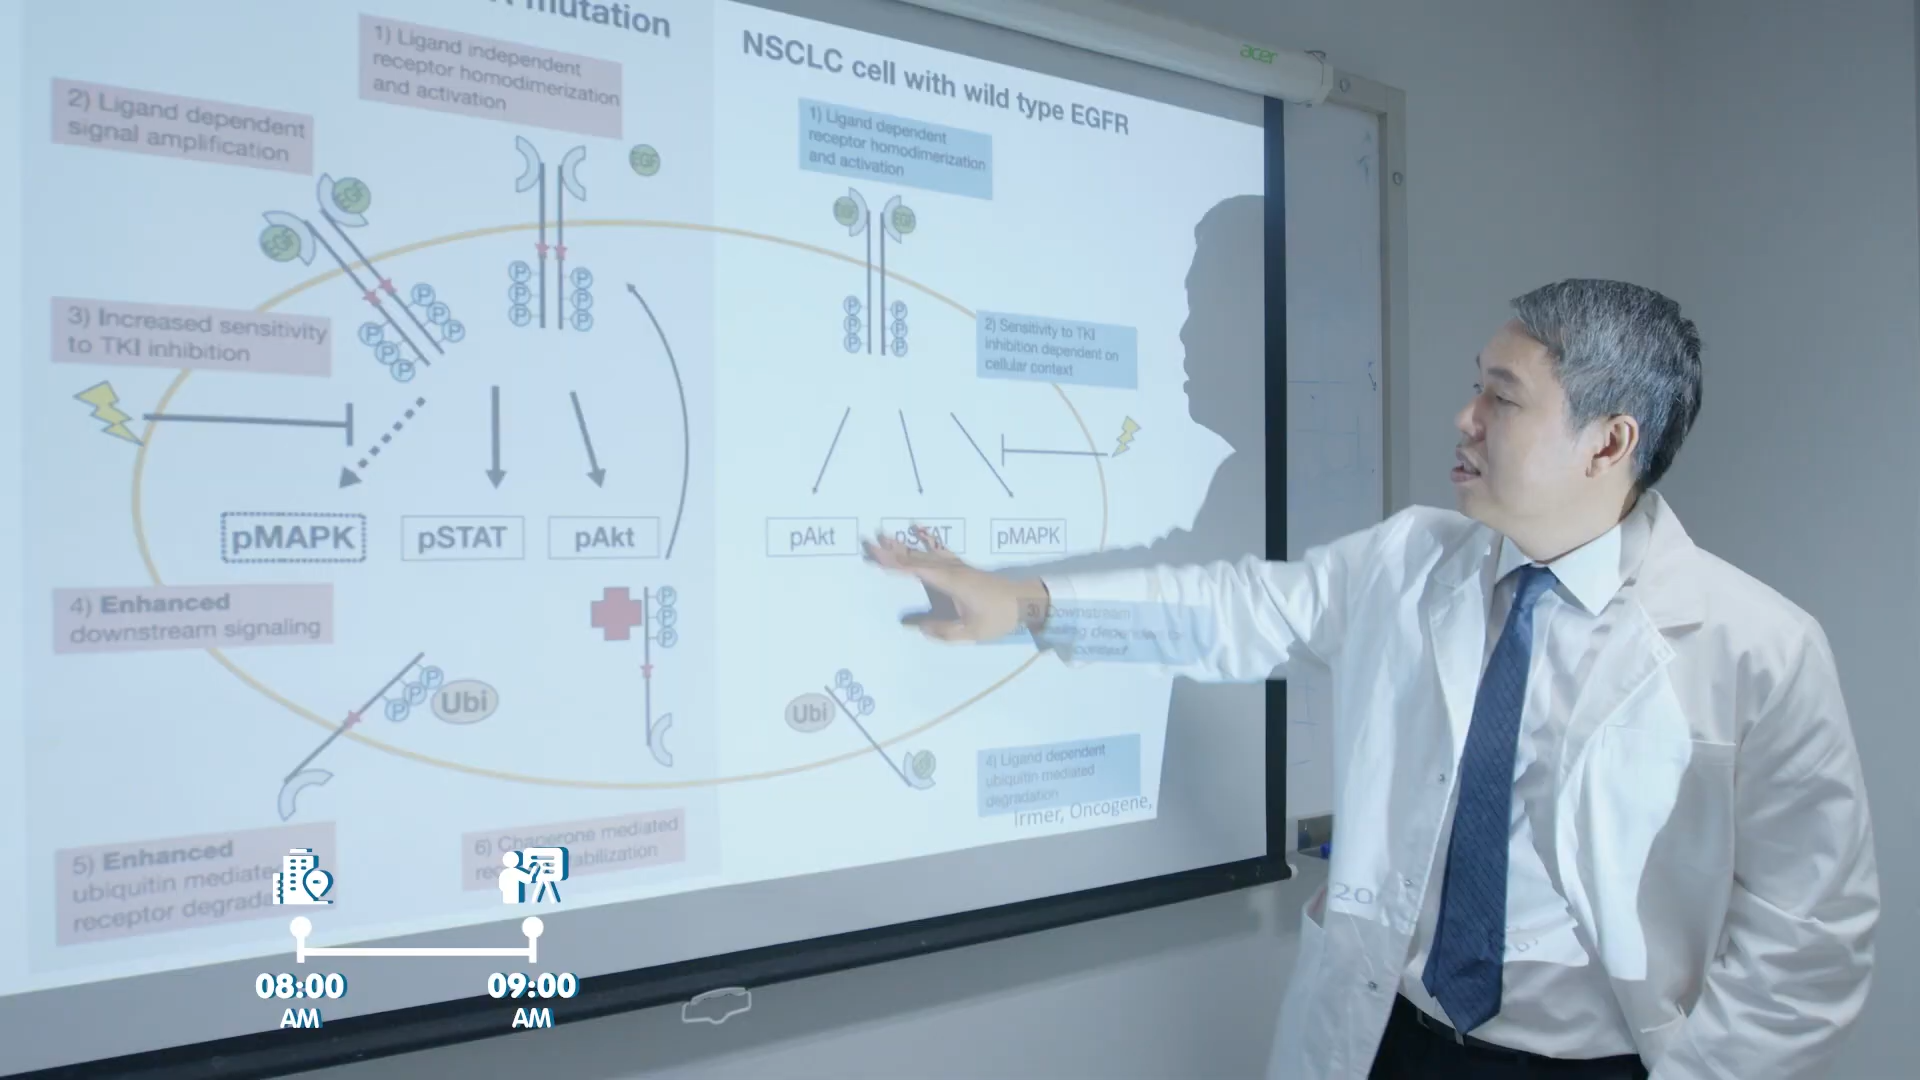 mutation
NSCLC cell with wild type EGFR
acer
1) Ligand independent
receptor homodimerization
and activation
2) Ligand dependent
signal amplification
1) Ligand dependent
receptor homodimerization
and activation
EGF
EGF
EGF
EGF
P P P P P P
P P P P P P
P P P P P P
3) Increased sensitivity
to TKI inhibition
2) Sensitivity to TKI
inhibition dependent on
cellular context
pMAPK
pSTAT
pAkt
pAkt
pSTAT
pMAPK
4) Enhanced
downstream signaling
P P P
3) Downstream
context
P P P
Ubi
Ubi
P P P
4) Ligand dependent
ubiquitin mediated
degradation
Irmer, Oncogene,
20
5) Enhanced
ubiquitin
receptor
6) Chaperone mediated
08:00
AM
09:00
AM